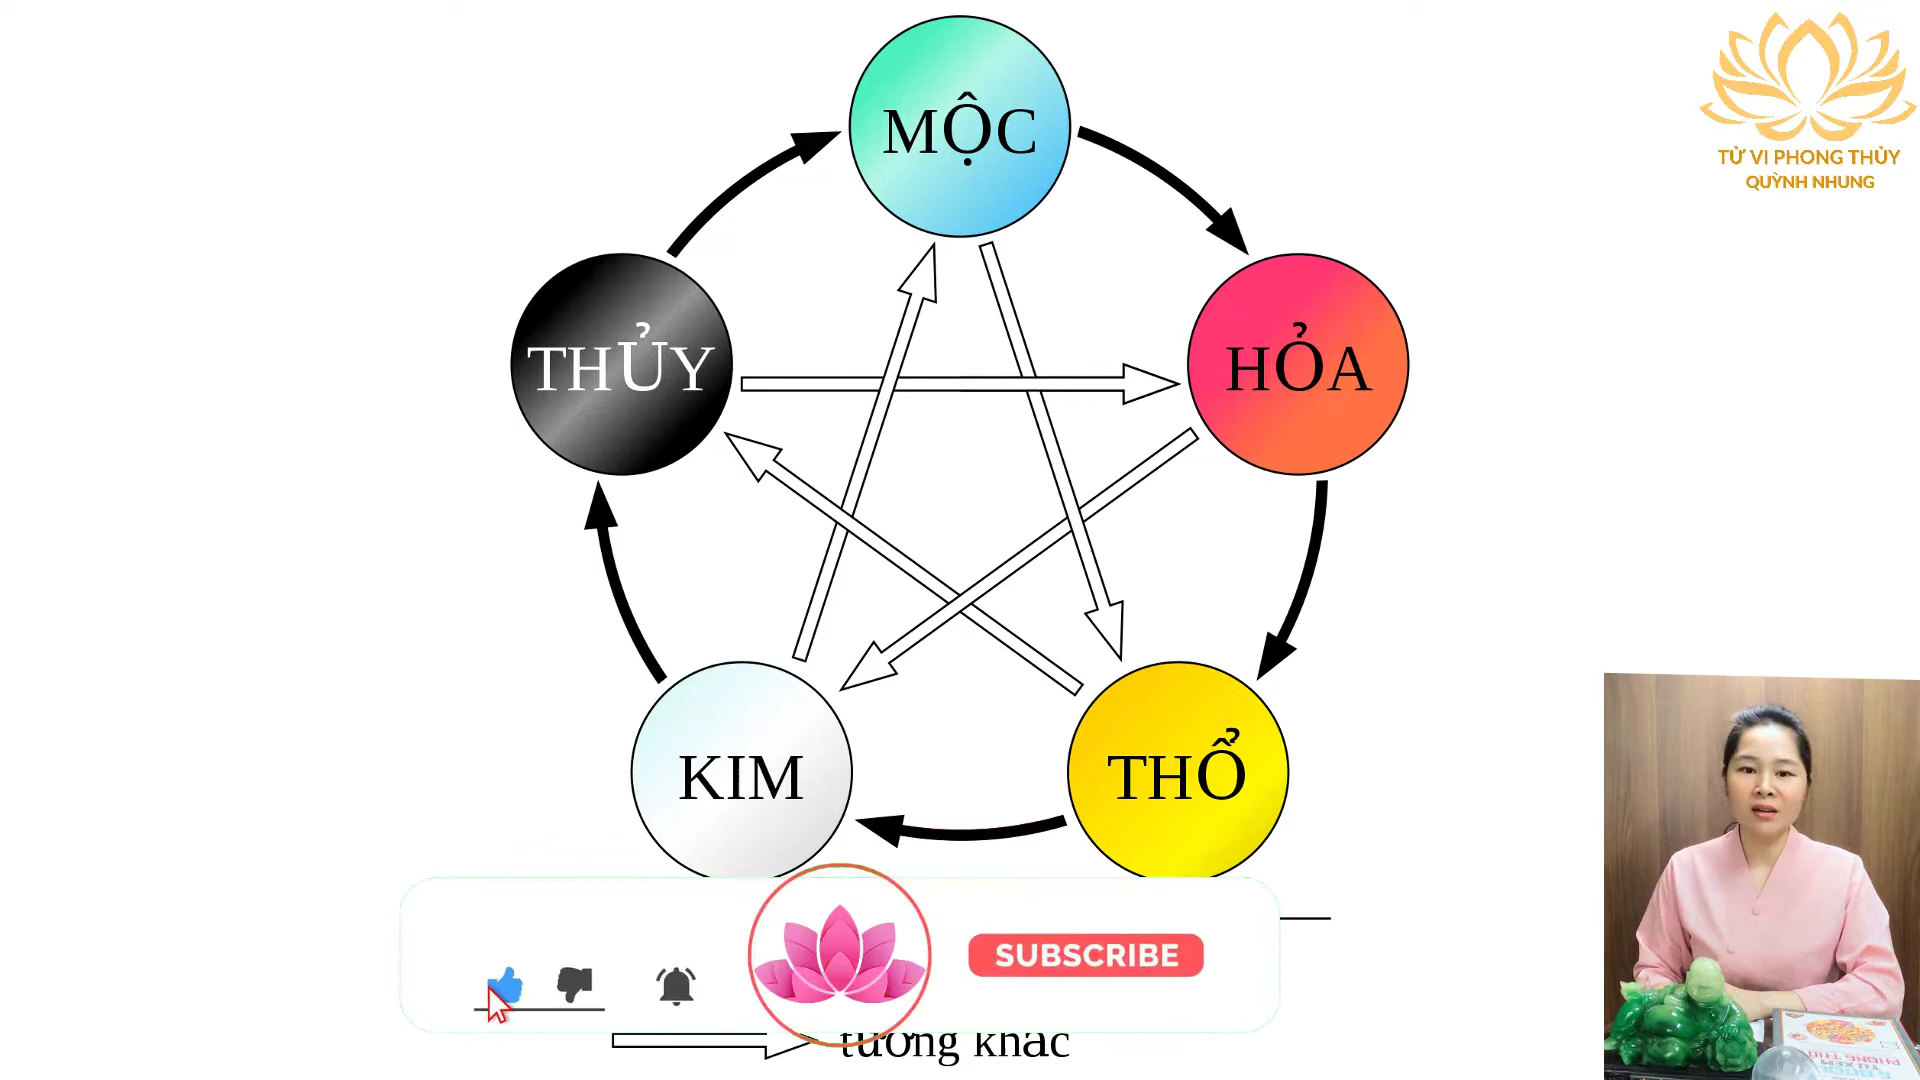 MỘC
TỬ VI PHONG THỦY
QUỲNH NHUNG
THỦY
HỎA
KIM
THỔ
SUBSCRIBE
tương khắc